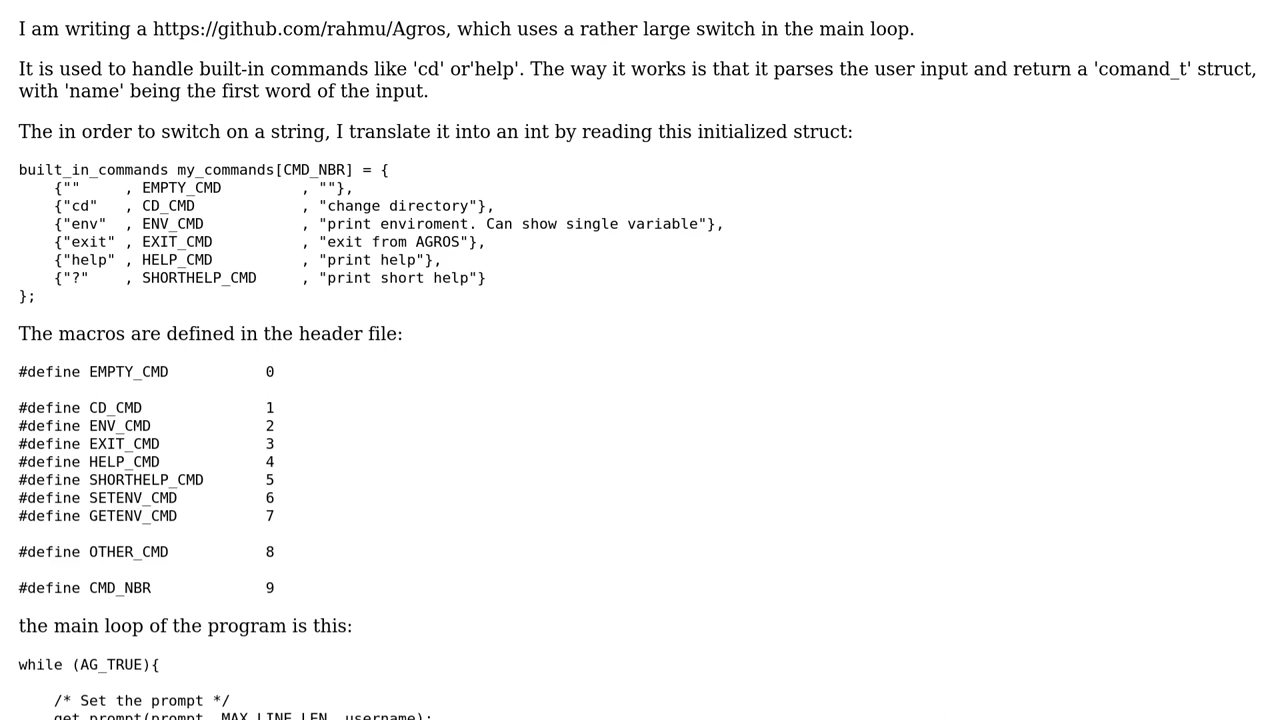 I am writing a https://github.com/rahmu/Agros, which uses a rather large switch in the main loop.
It is used to handle built-in commands like 'cd' or'help'. The way it works is that it parses the user input and return a 'comand_t' struct,
with 'name' being the first word of the input.
The in order to switch on a string, I translate it into an int by reading this initialized struct:
built_in_commands my_commands[CMD_NBR] = {
    {""     , EMPTY_CMD         , ""},
    {"cd"   , CD_CMD            , "change directory"},
    {"env"  , ENV_CMD           , "print enviroment. Can show single variable"},
    {"exit" , EXIT_CMD          , "exit from AGROS"},
    {"help" , HELP_CMD          , "print help"},
    {"?"    , SHORTHELP_CMD     , "print short help"}
};
The macros are defined in the header file:
#define EMPTY_CMD           0
#define CD_CMD              1
#define ENV_CMD             2
#define EXIT_CMD            3
#define HELP_CMD            4
#define SHORTHELP_CMD       5
#define SETENV_CMD          6
#define GETENV_CMD          7
#define OTHER_CMD           8
#define CMD_NBR             9
the main loop of the program is this:
while (AG_TRUE){
    /* Set the prompt */
    get_prompt(prompt, MAX_LINE_LEN, username);